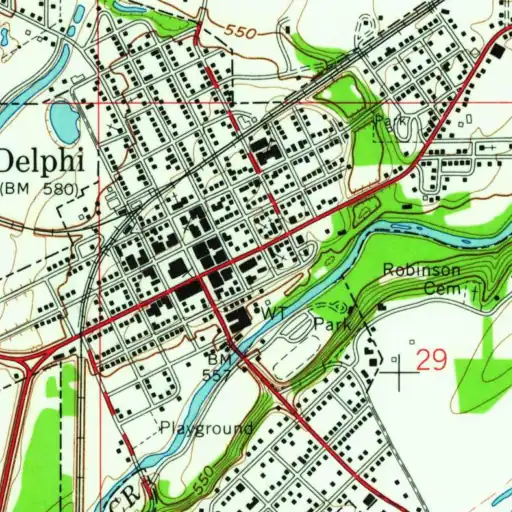 550
Park
Delphi
(BM 580)
Robinson
Cem
WT
Park
29
BM
557
Playground
550
CR